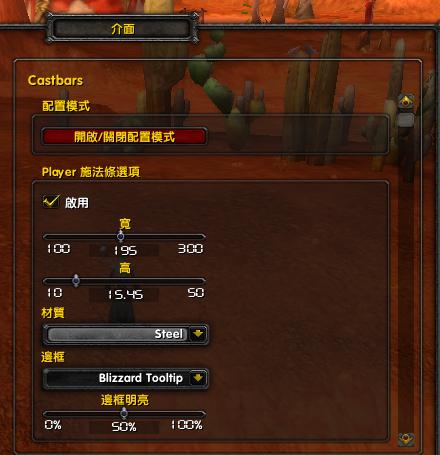 介面
Castbars
配置模式
開啟/關閉配置模式
Player 施法條選項
啟用
寬
100 195 300
高
10 15.45 50
材質
Steel
邊框
Blizzard Tooltip
邊框明亮
0% 50% 100%